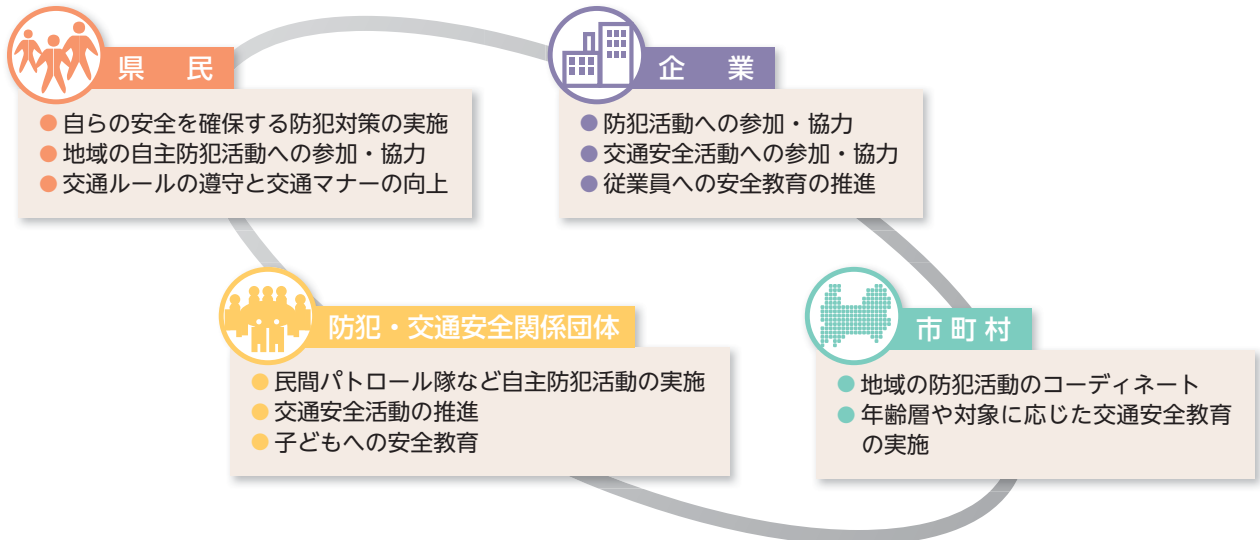 県民
自らの安全を確保する防犯対策の実施
地域の自主防犯活動への参加・協力
交通ルールの遵守と交通マナーの向上
企業
防犯活動への参加・協力
交通安全活動への参加・協力
従業員への安全教育の推進
防犯・交通安全関係団体
民間パトロール隊など自主防犯活動の実施
交通安全活動の推進
子どもへの安全教育
市町村
地域の防犯活動のコーディネート
年齢層や対象に応じた交通安全教育
の実施